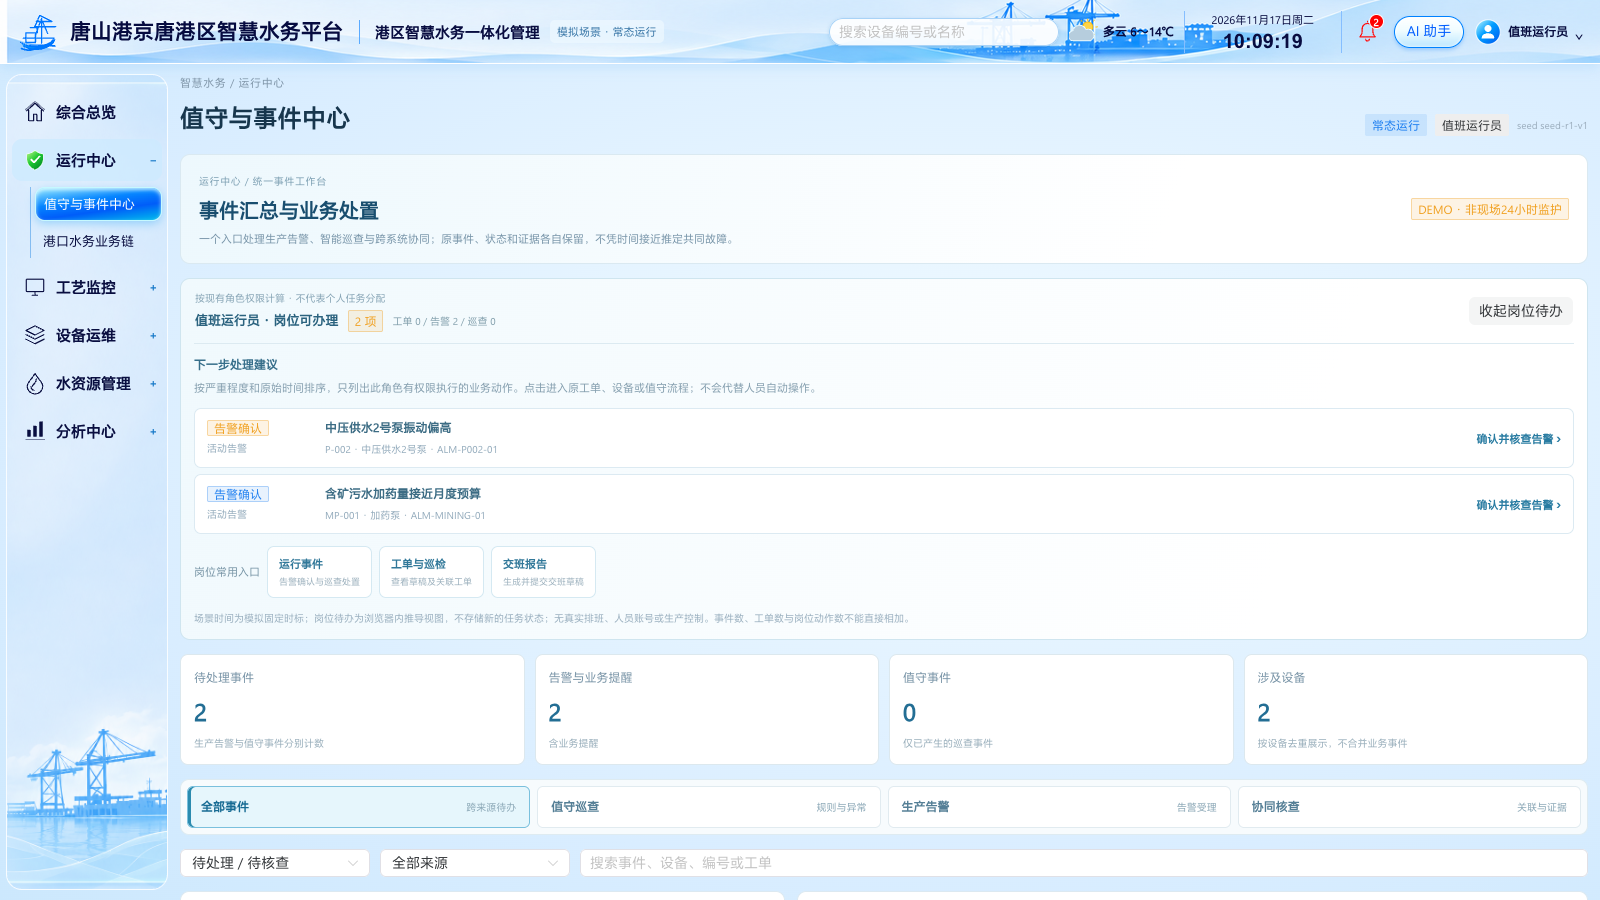 唐山港京唐港区智慧水务平台
港区智慧水务一体化管理
模拟场景 · 常态运行
搜索设备编号或名称
多云 6~14℃
2026年11月17日周二
10:09:19
2
AI 助手
值班运行员
综合总览
运行中心
值守与事件中心
港口水务业务链
工艺监控
设备运维
水资源管理
分析中心
智慧水务 / 运行中心
值守与事件中心
常态运行
值班运行员
seed seed-r1-v1
运行中心 / 统一事件工作台
事件汇总与业务处置
一个入口处理生产告警、智能巡查与跨系统协同；原事件、状态和证据各自保留，不凭时间接近推定共同故障。
DEMO · 非现场24小时监护
按现有角色权限计算 · 不代表个人任务分配
值班运行员 · 岗位可办理
2 项
工单 0 / 告警 2 / 巡查 0
收起岗位待办
下一步处理建议
按严重程度和原始时间排序，只列出此角色有权限执行的业务动作。点击进入原工单、设备或值守流程；不会代替人员自动操作。
告警确认
活动告警
中压供水2号泵振动偏高
P-002 · 中压供水2号泵 · ALM-P002-01
确认并核查告警 ›
告警确认
活动告警
含矿污水加药量接近月度预算
MP-001 · 加药泵 · ALM-MINING-01
确认并核查告警 ›
岗位常用入口
运行事件
告警确认与巡查处置
工单与巡检
查看草稿及关联工单
交班报告
生成并提交交班草稿
场景时间为模拟固定时标；岗位待办为浏览器内推导视图，不存储新的任务状态；无真实排班、人员账号或生产控制。事件数、工单数与岗位动作数不能直接相加。
待处理事件
2
生产告警与值守事件分别计数
告警与业务提醒
2
含业务提醒
值守事件
0
仅已产生的巡查事件
涉及设备
2
按设备去重展示，不合并业务事件
全部事件
跨来源待办
值守巡查
规则与异常
生产告警
告警受理
协同核查
关联与证据
待处理 / 待核查
全部来源
搜索事件、设备、编号或工单